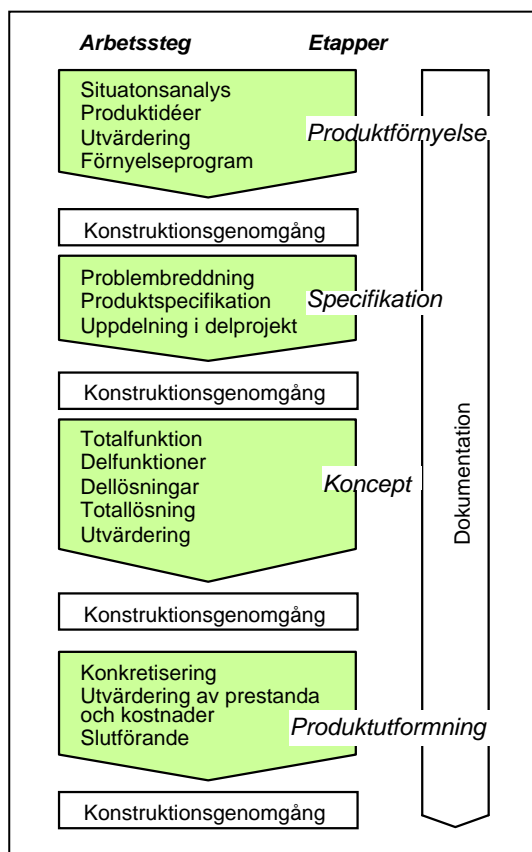 Arbetssteg Etapper
Situatonsanalys
Produktidéer
Utvärdering
Förnyelseprogram
Produktförnyelse
Konstruktionsgenomgång
Problembreddning
Produktspecifikation
Uppdelning i delprojekt
Specifikation
Konstruktionsgenomgång
Totalfunktion
Delfunktioner
Dellösningar
Totallösning
Utvärdering
Koncept
Dokumentation
Konstruktionsgenomgång
Konkretisering
Utvärdering av prestanda
och kostnader
Slutförande
Produktutformning
Konstruktionsgenomgång